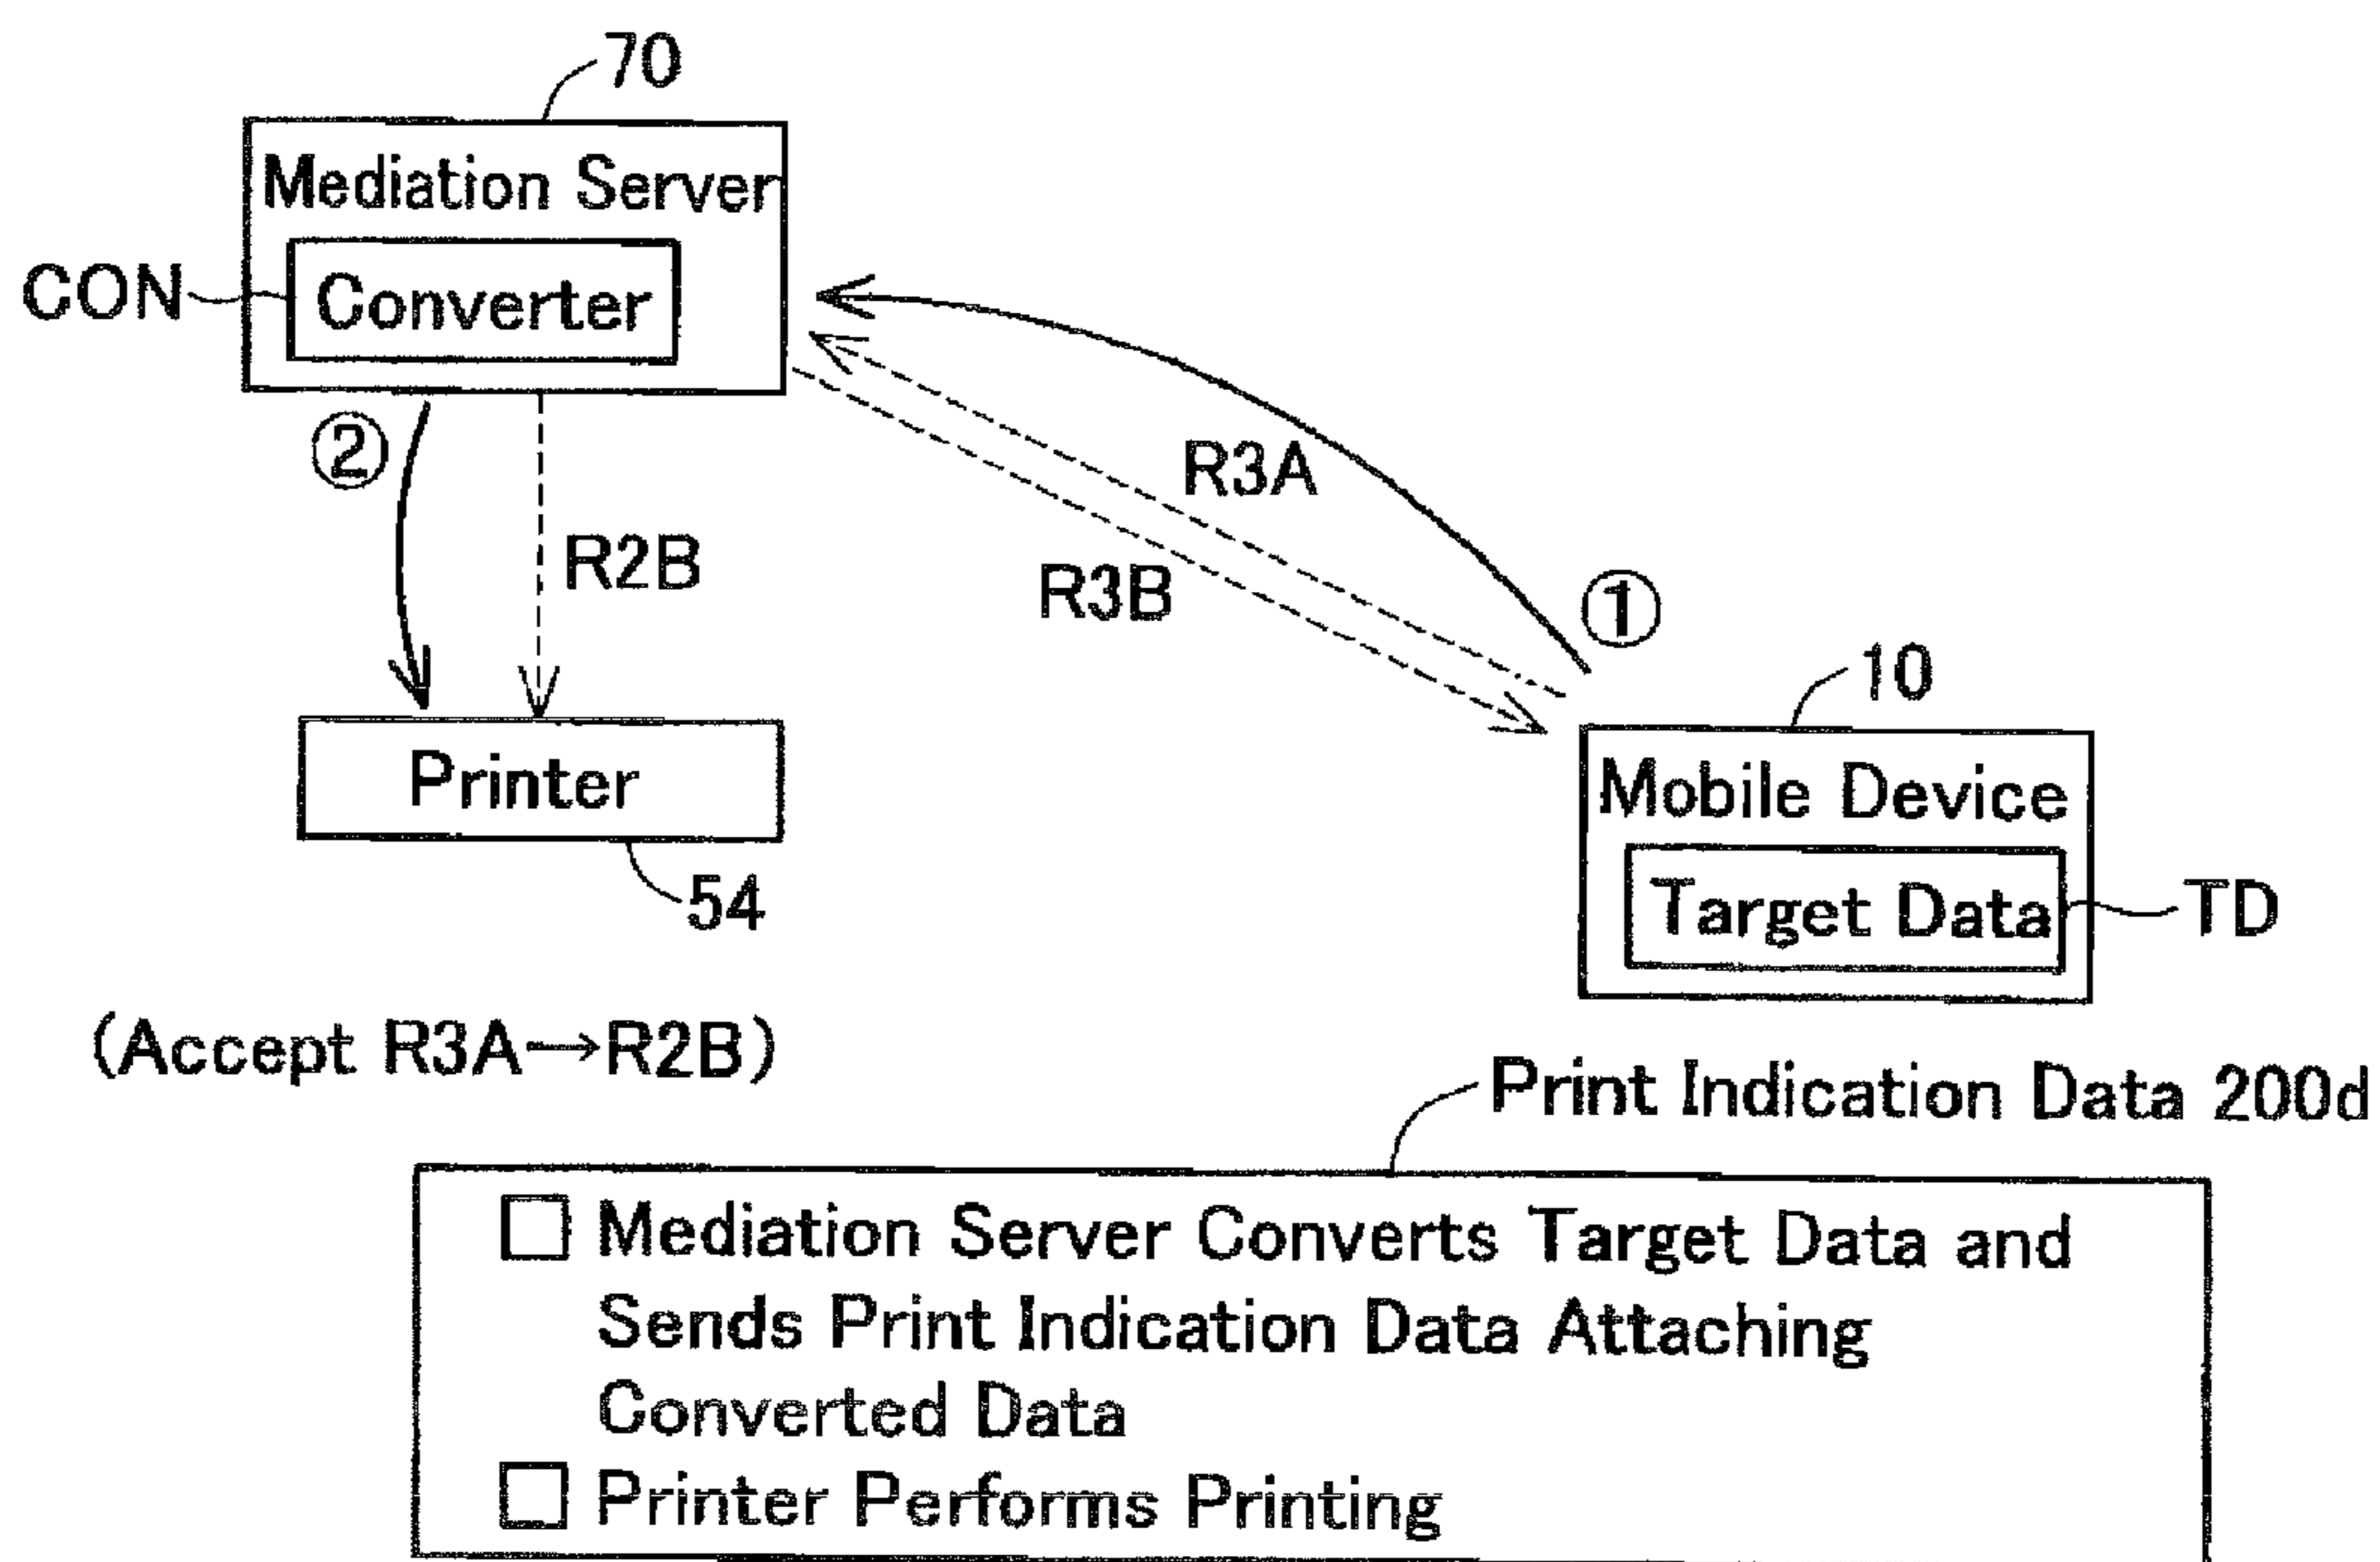 70
Mediation Server
CON
Converter
②
R2B
R3A
R3B
①
10
Printer
54
Mobile Device
Target Data
TD
(Accept R3A→R2B)
Print Indication Data 200d
□ Mediation Server Converts Target Data and
Sends Print Indication Data Attaching
Converted Data
□ Printer Performs Printing